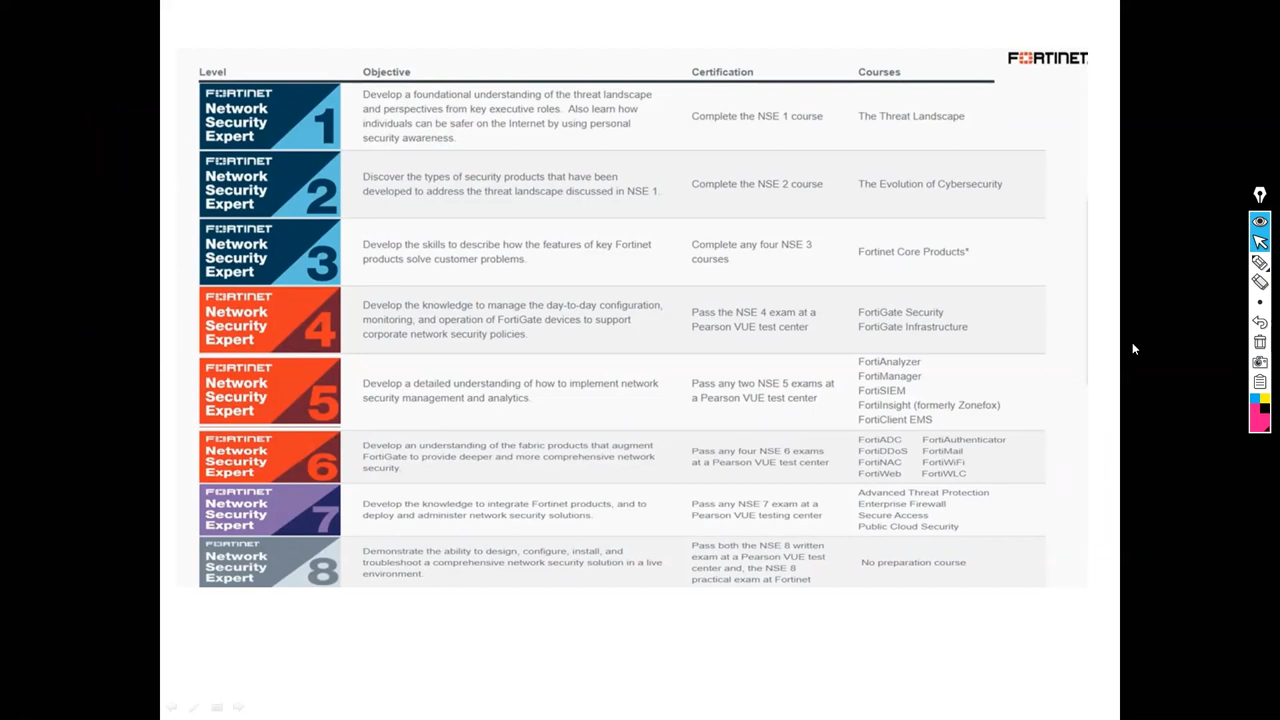 FORTINET
Level Objective Certification Courses
FORTINET
Network
Security
Expert 1
Develop a foundational understanding of the threat landscape
and perspectives from key executive roles. Also learn how
individuals can be safer on the Internet by using personal
security awareness.
Complete the NSE 1 course
The Threat Landscape
FORTINET
Network
Security
Expert 2
Discover the types of security products that have been
developed to address the threat landscape discussed in NSE 1.
Complete the NSE 2 course
The Evolution of Cybersecurity
FORTINET
Network
Security
Expert 3
Develop the skills to describe how the features of key Fortinet
products solve customer problems.
Complete any four NSE 3
courses
Fortinet Core Products*
FORTINET
Network
Security
Expert 4
Develop the knowledge to manage the day-to-day configuration,
monitoring, and operation of FortiGate devices to support
corporate network security policies.
Pass the NSE 4 exam at a
Pearson VUE test center
FortiGate Security
FortiGate Infrastructure
FORTINET
Network
Security
Expert 5
Develop a detailed understanding of how to implement network
security management and analytics.
Pass any two NSE 5 exams at
a Pearson VUE test center
FortiAnalyzer
FortiManager
FortiSIEM
FortiInsight (formerly Zonefox)
FortiClient EMS
FORTINET
Network
Security
Expert 6
Develop an understanding of the fabric products that augment
FortiGate to provide deeper and more comprehensive network
security.
Pass any four NSE 6 exams
at a Pearson VUE test center
FortiADC FortiAuthenticator
FortiDDoS FortiMail
FortiNAC FortiWiFi
FortiWeb FortiWLC
FORTINET
Network
Security
Expert 7
Develop the knowledge to integrate Fortinet products, and to
deploy and administer network security solutions.
Pass any NSE 7 exam at a
Pearson VUE testing center
Advanced Threat Protection
Enterprise Firewall
Secure Access
Public Cloud Security
FORTINET
Network
Security
Expert 8
Demonstrate the ability to design, configure, install, and
troubleshoot a comprehensive network security solution in a live
environment.
Pass both the NSE 8 written
exam at a Pearson VUE test
center and, the NSE 8
practical exam at Fortinet
No preparation course